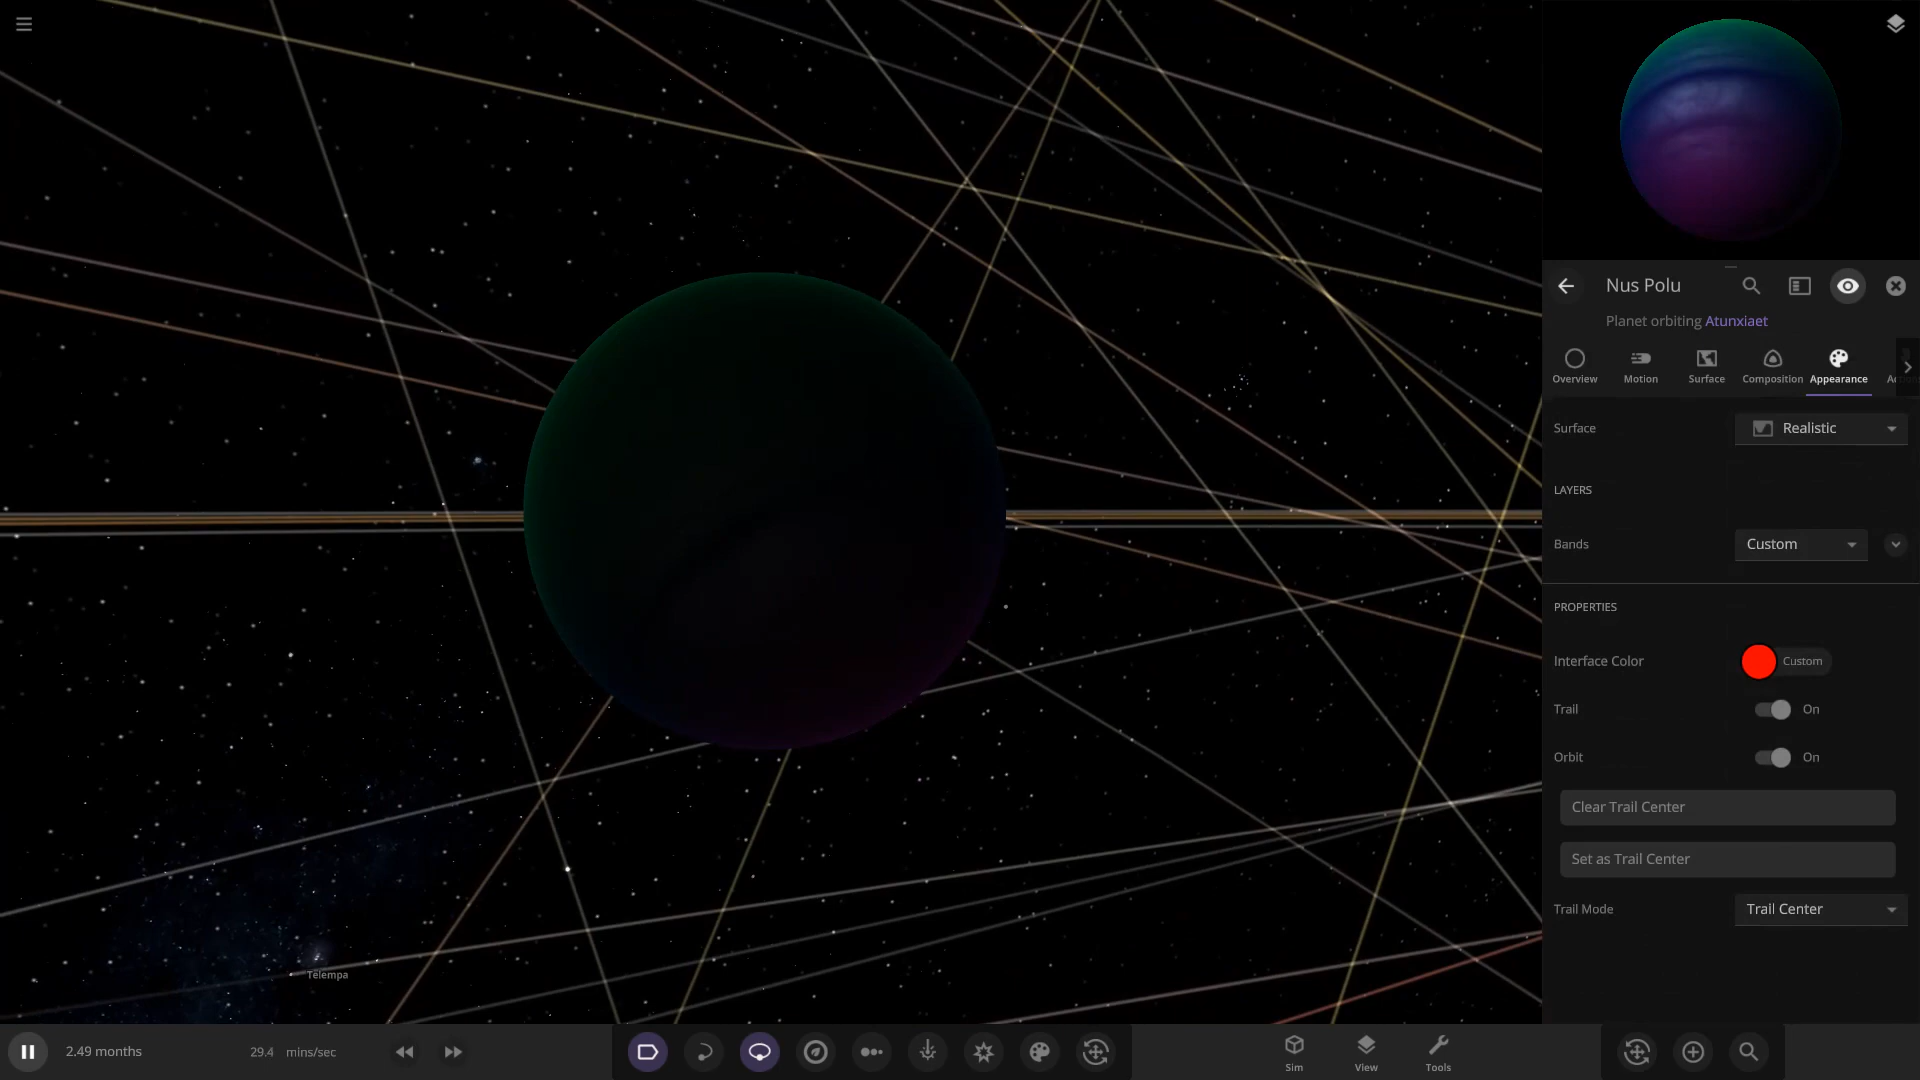 Nus Polu
Planet orbiting Atunxiaet
Overview
Motion
Surface
Composition
Appearance
Surface
Realistic
LAYERS
Bands
Custom
PROPERTIES
Interface Color
Custom
Trail
On
Orbit
On
Clear Trail Center
Set as Trail Center
Trail Mode
Trail Center
Telempa
2.49 months
29.4 mins/sec
Sim
View
Tools